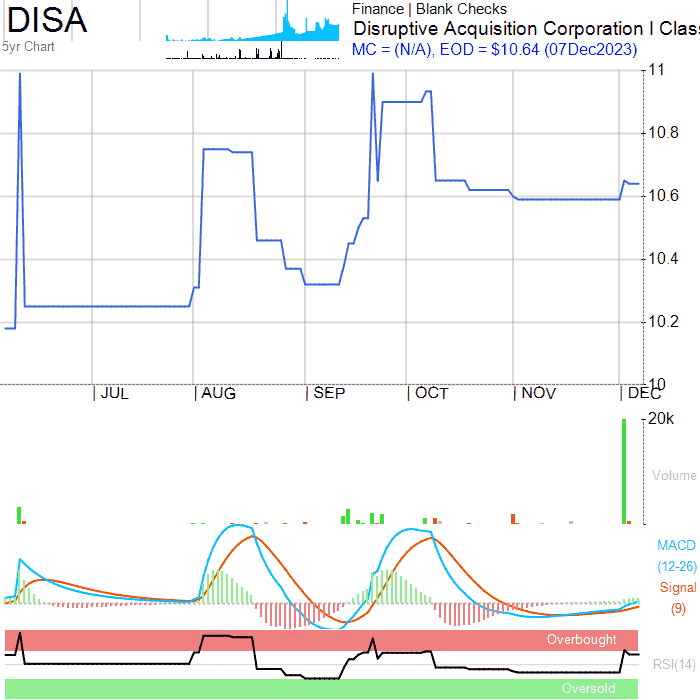 DISA
5yr Chart
Finance | Blank Checks
Disruptive Acquisition Corporation I Clas
MC = (N/A), EOD = $10.64 (07Dec2023)
11
10.8
10.6
10.4
10.2
10
JUL AUG SEP OCT NOV DEC
20k
Volume
MACD
(12-26)
Signal
(9)
Overbought
RSI(14)
Oversold